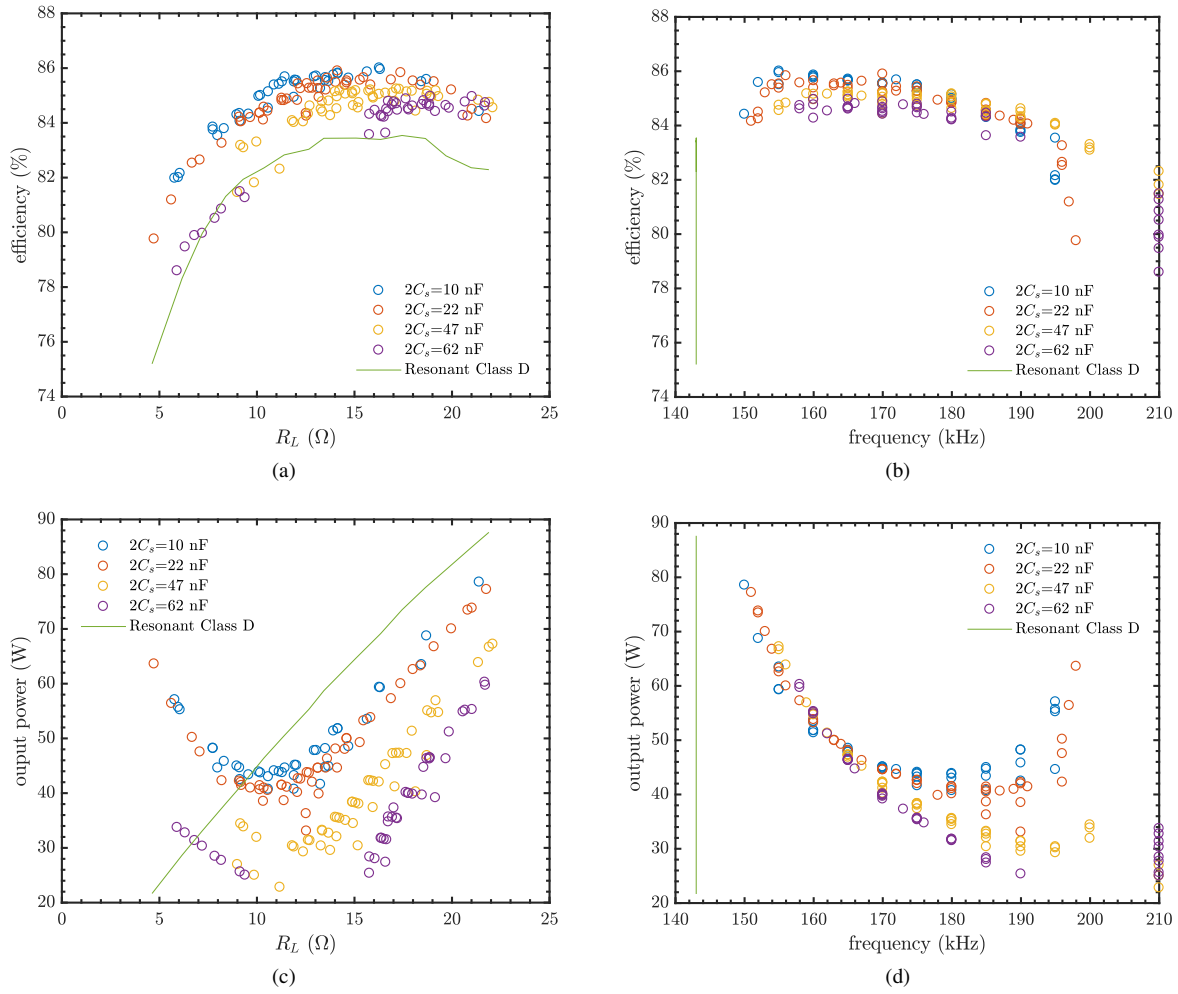 88
86
84
82
80
78
76
74
efficiency (%)
2C_s=10 nF
2C_s=22 nF
2C_s=47 nF
2C_s=62 nF
Resonant Class D
0 5 10 15 20 25
R_L (Ω)
(a)
88
86
84
82
80
78
76
74
efficiency (%)
2C_s=10 nF
2C_s=22 nF
2C_s=47 nF
2C_s=62 nF
Resonant Class D
140 150 160 170 180 190 200 210
frequency (kHz)
(b)
90
80
70
60
50
40
30
20
ouput power (W)
2C_s=10 nF
2C_s=22 nF
2C_s=47 nF
2C_s=62 nF
Resonant Class D
0 5 10 15 20 25
R_L (Ω)
(c)
90
80
70
60
50
40
30
20
output power (W)
2C_s=10 nF
2C_s=22 nF
2C_s=47 nF
2C_s=62 nF
Resonant Class D
140 150 160 170 180 190 200 210
frequency (kHz)
(d)